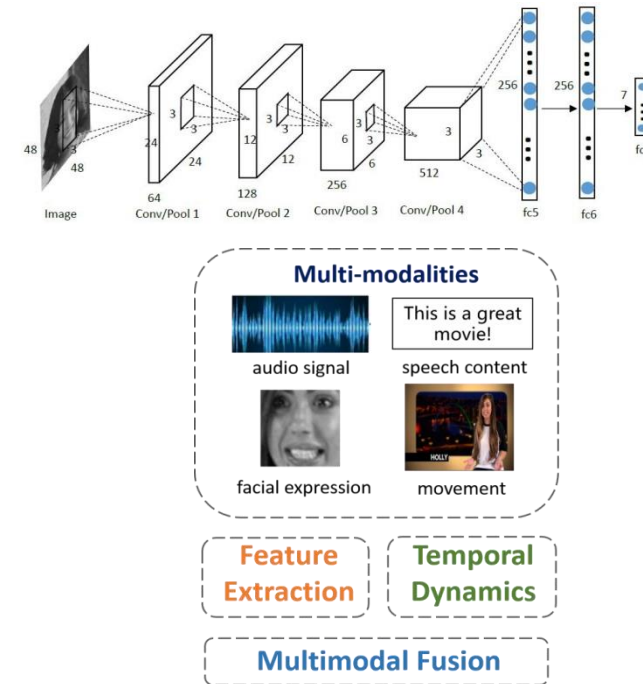 48
48
3
24
24
3
3
64
12
12
3
3
128
6
6
3
3
256
3
3
512
256
256
7
Image
Conv/Pool 1
Conv/Pool 2
Conv/Pool 3
Conv/Pool 4
fc5
fc6
fc
Multi-modalities
This is a great
movie!
audio signal
speech content
HOLLY
facial expression
movement
Feature
Extraction
Temporal
Dynamics
Multimodal Fusion